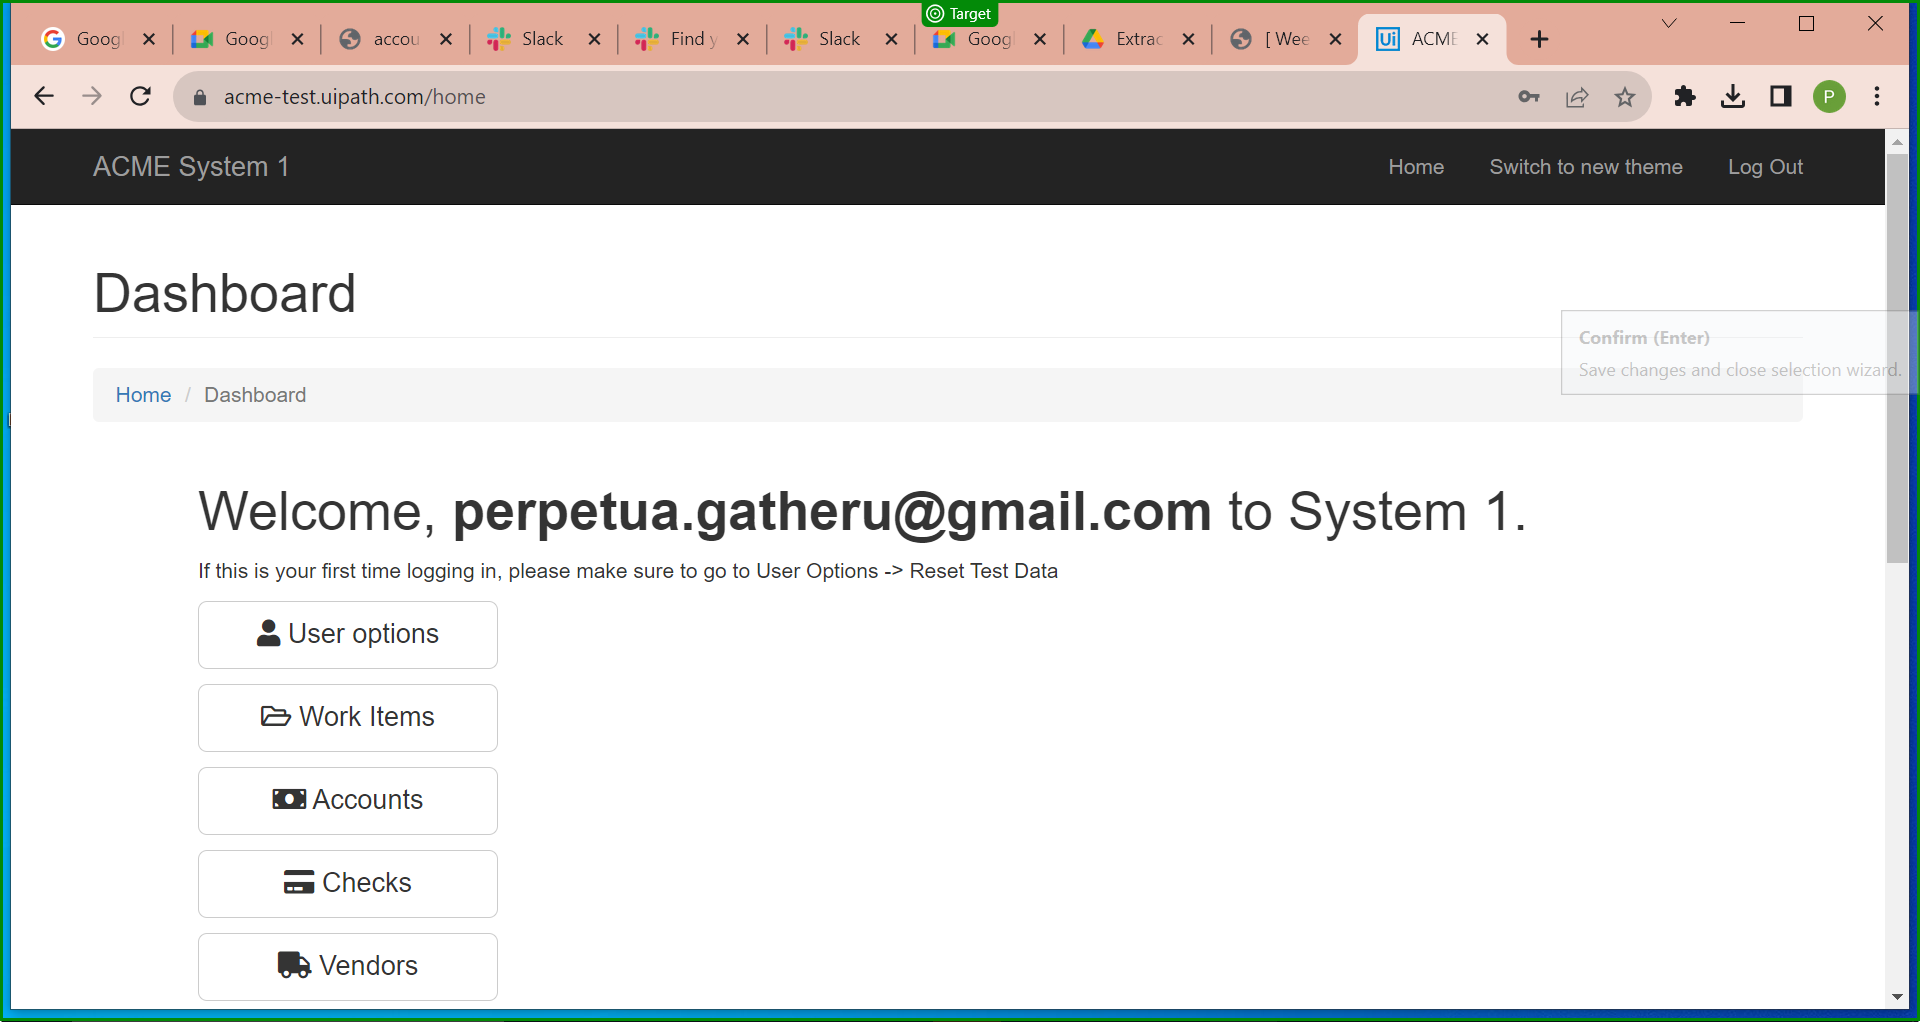 Target
Goog
Goog
accou
Slack
Find y
Slack
Googl
Extrac
[ Wee
Ui
ACME
acme-test.uipath.com/home
P
ACME System 1
Home
Switch to new theme
Log Out
Dashboard
Confirm (Enter)
Save changes and close selection wizard.
Home / Dashboard
Welcome, perpetua.gatheru@gmail.com to System 1.
If this is your first time logging in, please make sure to go to User Options -> Reset Test Data
User options
Work Items
Accounts
Checks
Vendors